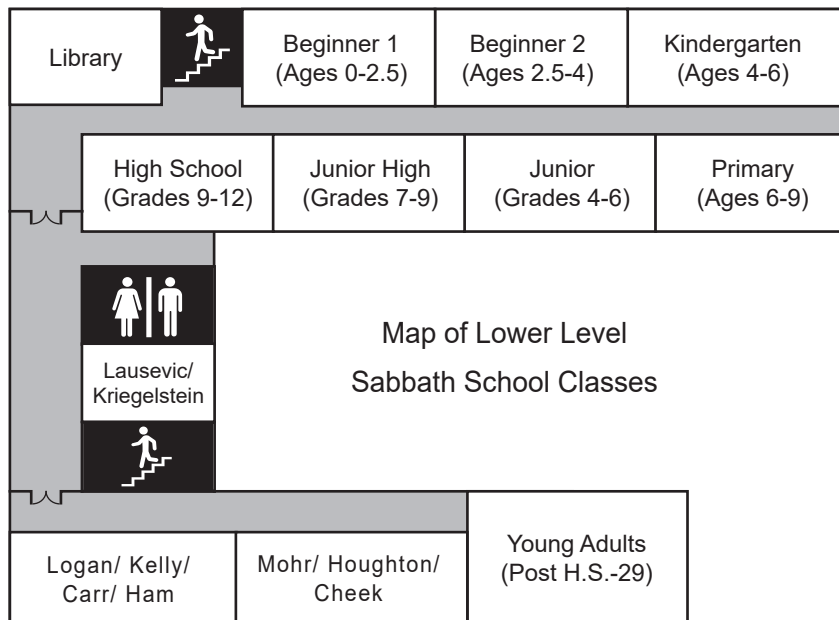 Library
Beginner 1
(Ages 0-2.5)
Beginner 2
(Ages 2.5-4)
Kindergarten
(Ages 4-6)
High School
(Grades 9-12)
Junior High
(Grades 7-9)
Junior
(Grades 4-6)
Primary
(Ages 6-9)
Map of Lower Level
Sabbath School Classes
Lausevic/
Kriegelstein
Logan/ Kelly/
Carr/ Ham
Mohr/ Houghton/
Cheek
Young Adults
(Post H.S.-29)